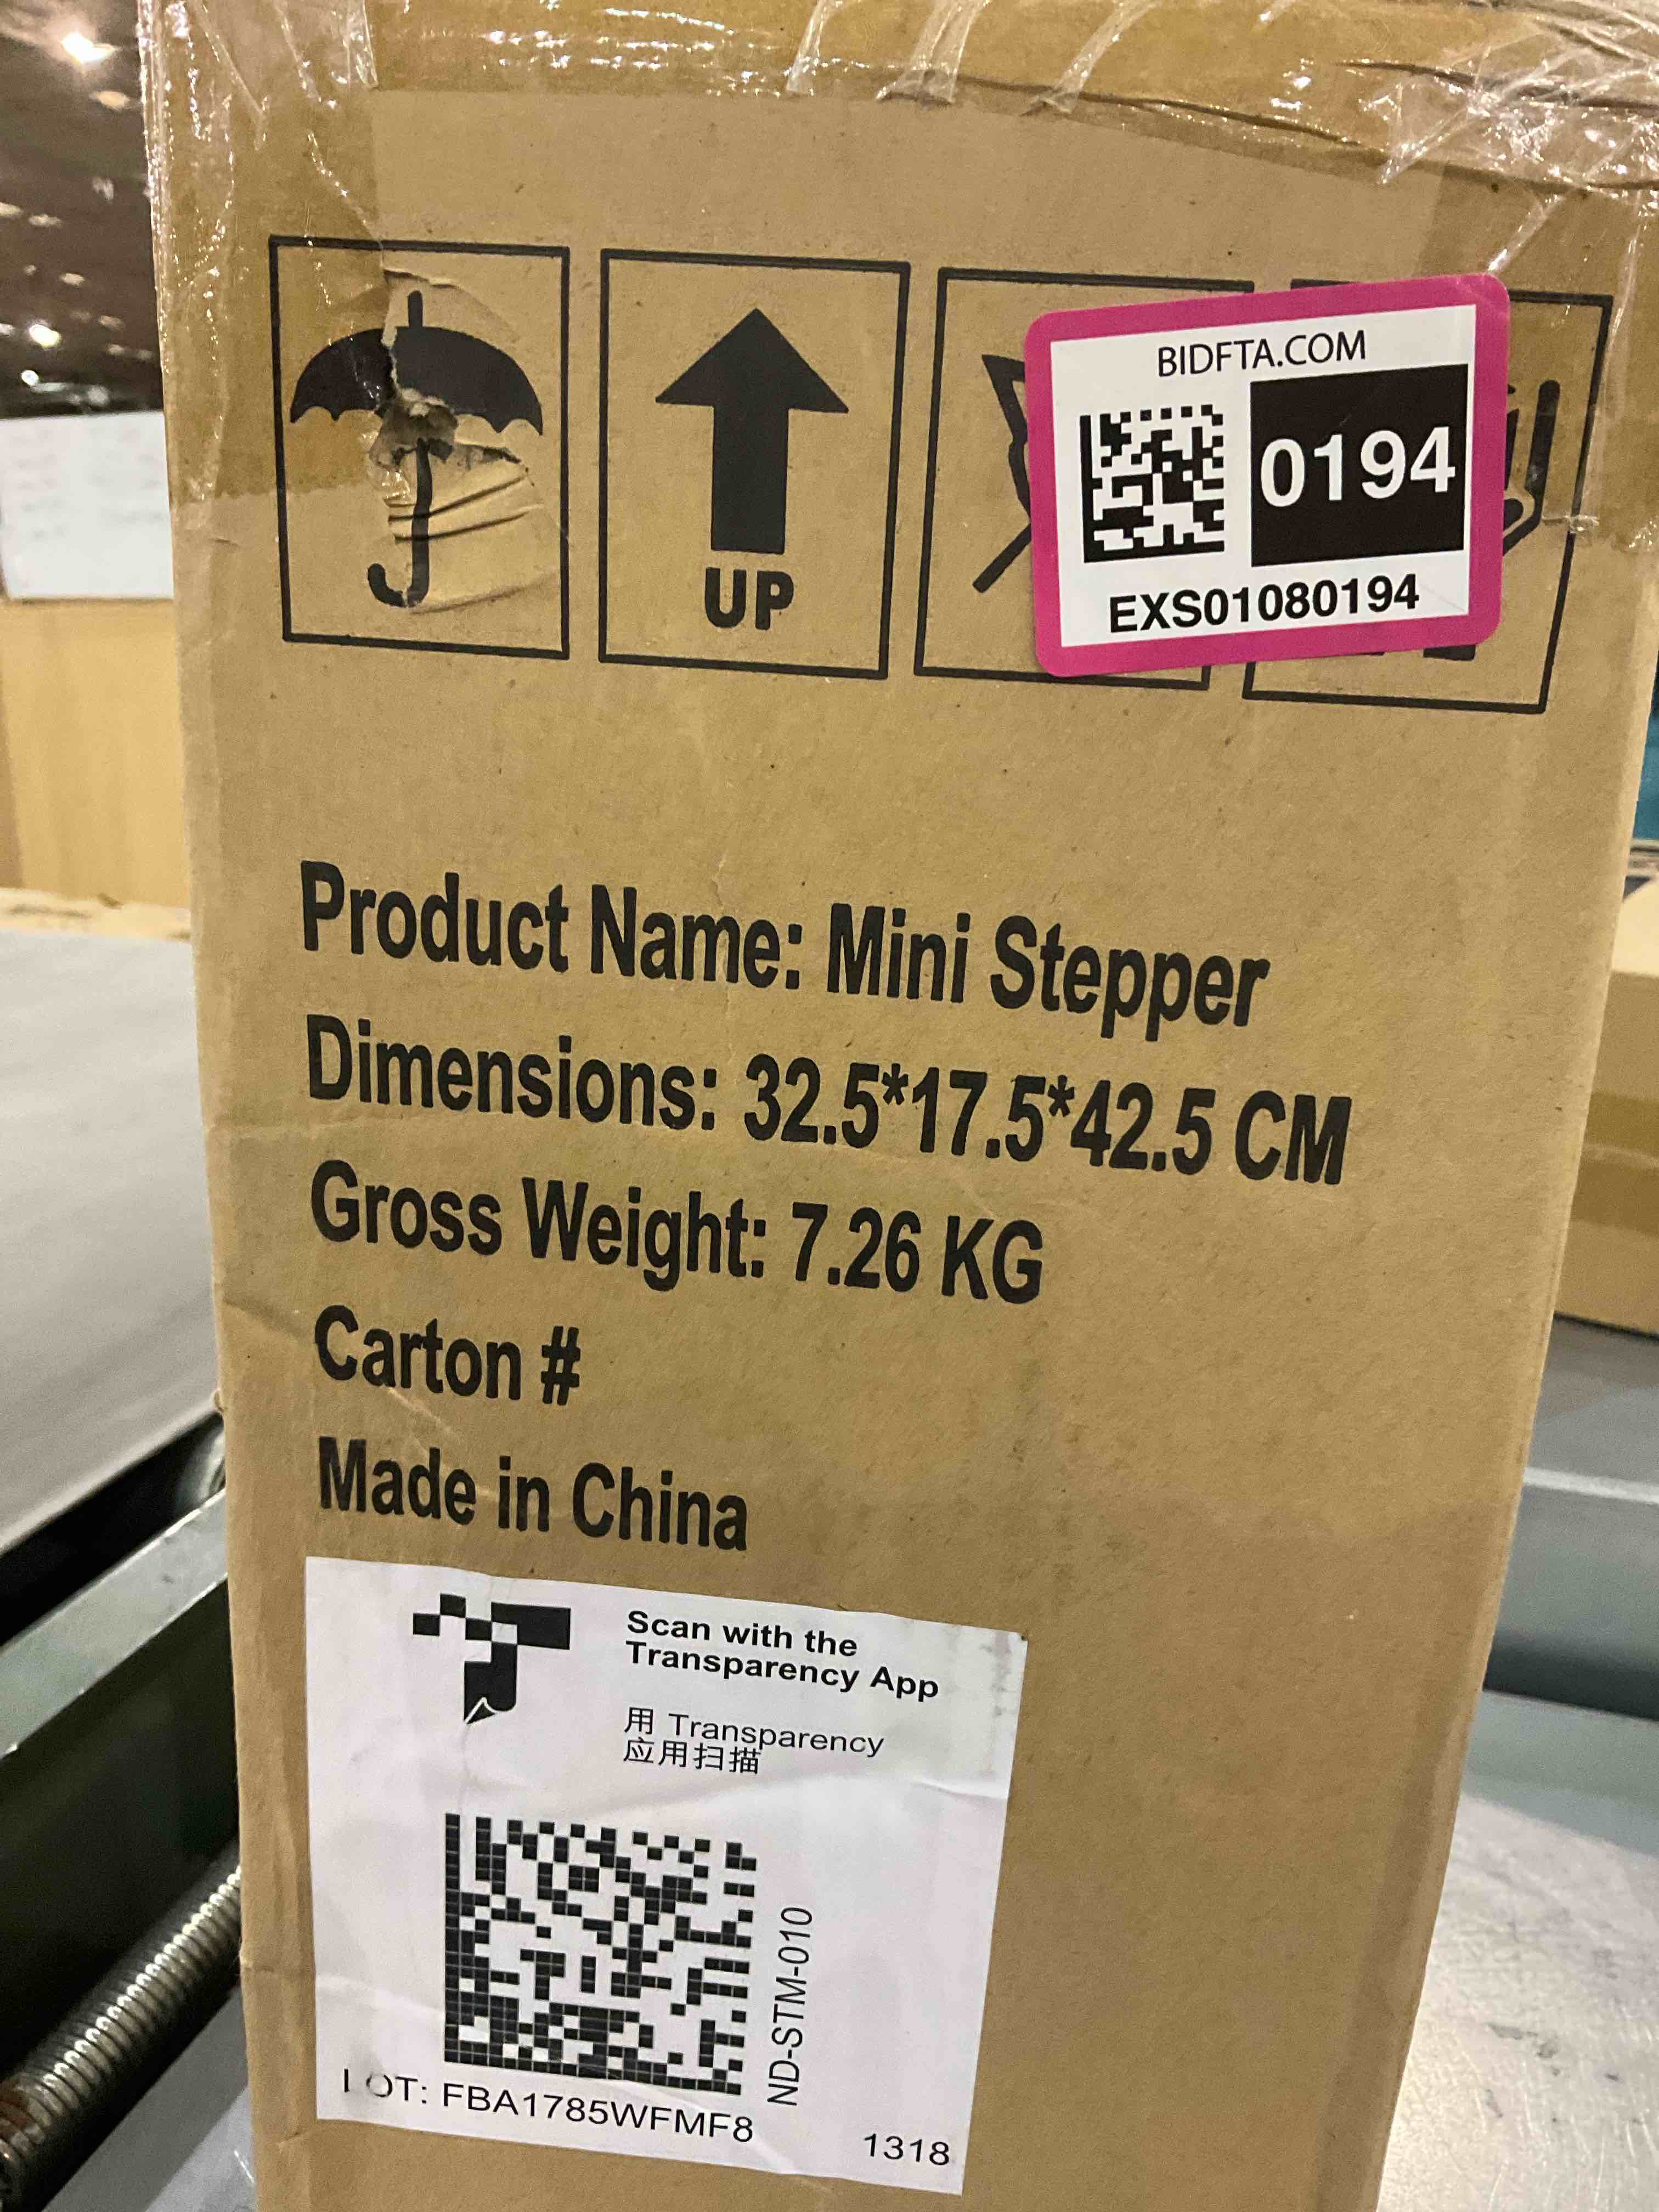 BIDFTA.COM
0194
EXS01080194
UP
Product Name: Mini Stepper
Dimensions: 32.5*17.5*42.5 CM
Gross Weight: 7.26 KG
Carton #
Made in China
Scan with the
Transparency App
用 Transparency
应用扫描
ND-STM-010
LOT: FBA1785WFMF8
1318